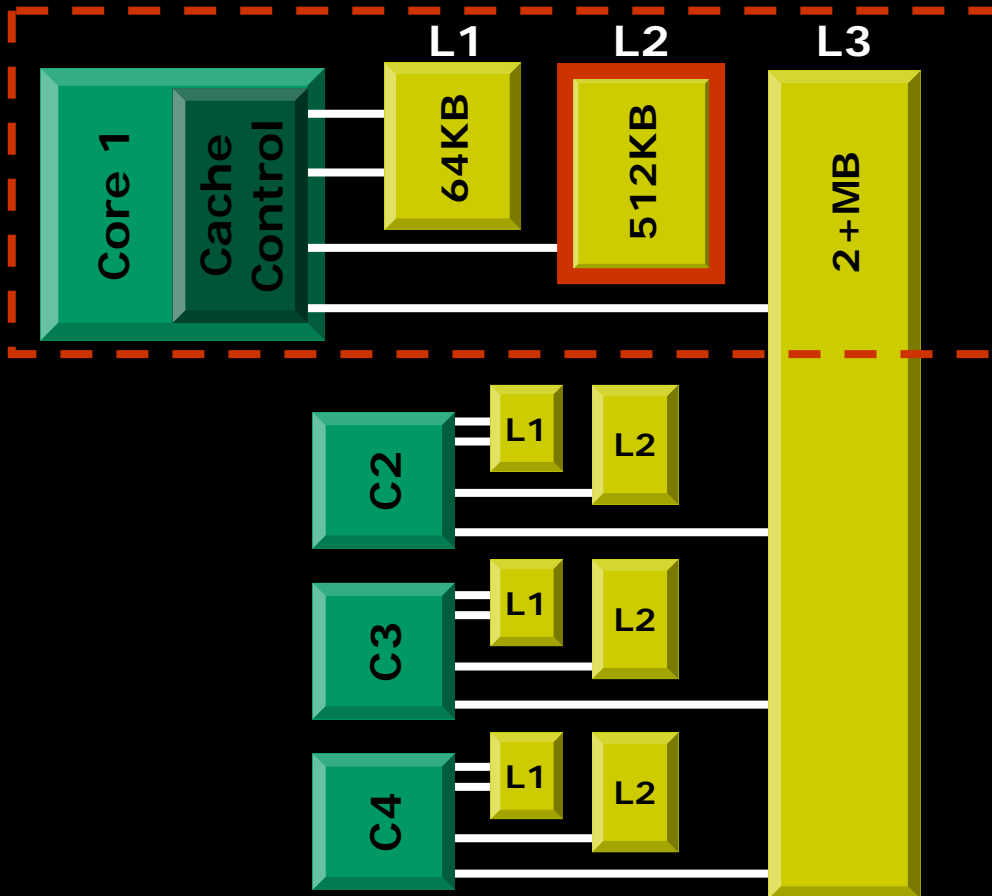 L1
L2
L3
Core 1
Cache
Control
64KB
512KB
2+MB
C2
L1
L2
C3
L1
L2
C4
L1
L2